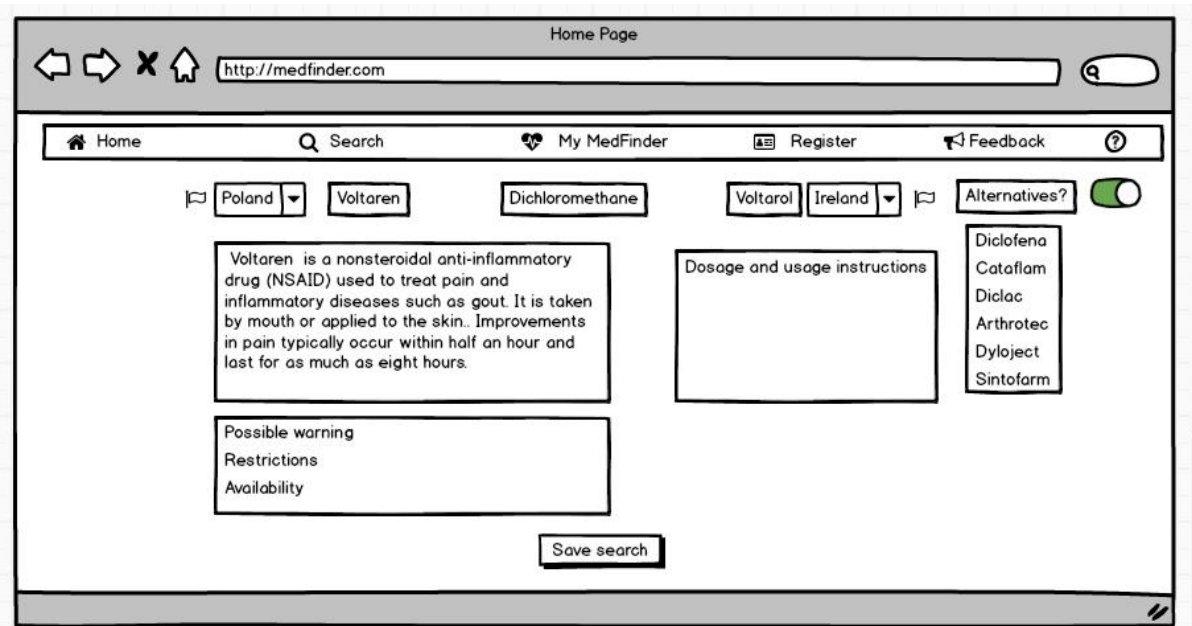 Home Page
http://medfinder.com
Home Search My MedFinder Register Feedback ?
Poland Voltaren Dichloromethane Voltarol Ireland Alternatives?
Voltaren is a nonsteroidal anti-inflammatory
drug (NSAID) used to treat pain and
inflammatory diseases such as gout. It is taken
by mouth or applied to the skin.. Improvements
in pain typically occur within half an hour and
last for as much as eight hours.
Dosage and usage instructions
Diclofena
Cataflam
Diclac
Arthrotec
Dyloject
Sintofarm
Possible warning
Restrictions
Availability
Save search